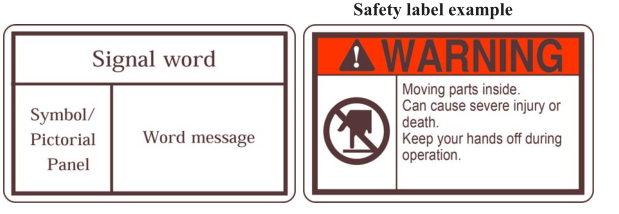 Safety label example
Signal word
Symbol/
Pictorial
Panel
Word message
WARNING
Moving parts inside.
Can cause severe injury or
death.
Keep your hands off during
operation.